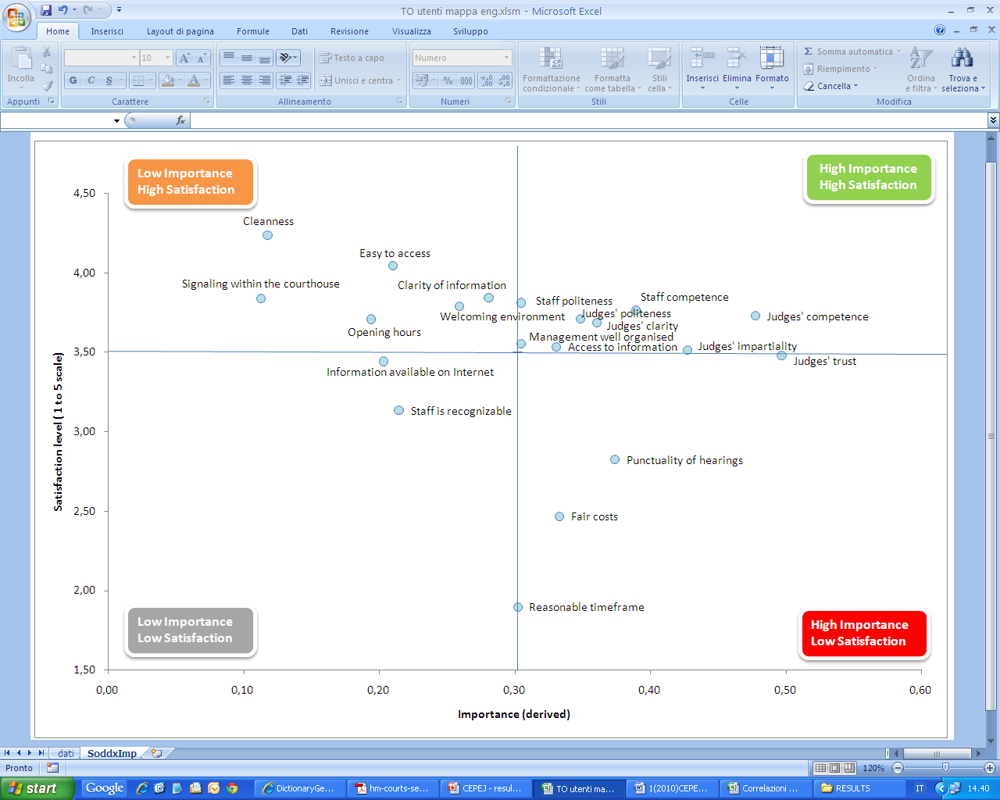 TO utenti mappa eng.xlsm - Microsoft Excel
Home Inserisci Layout di pagina Formule Dati Revisione Visualizza Sviluppo
Incolla
Appunti
10
G C S
Carattere
Testo a capo
Unisci e centra
Allineamento
Numero
% 000
Numeri
Formattazione condizionale
Formatta come tabella
Stili cella
Stili
Inserisci Elimina Formato
Celle
Somma automatica
Riempimento
Cancella
Ordina e filtra
Trova e seleziona
Modifica
fx
Low Importance
High Satisfaction
High Importance
High Satisfaction
4,50
Cleanness
Easy to access
4,00
Signaling within the courthouse
Clarity of information
Staff politeness
Staff competence
Welcoming environment
Judges' politeness
Judges' competence
Judges' clarity
Opening hours
Management well organised
Access to information
Judges' impartiality
3,50
Judges' trust
Information available on Internet
Staff is recognizable
3,00
Punctuality of hearings
2,50
Fair costs
2,00
Reasonable timeframe
Low Importance
Low Satisfaction
High Importance
Low Satisfaction
1,50
Satisfaction level ( 1 to 5 scale)
0,00 0,10 0,20 0,30 0,40 0,50 0,60
Importance (derived)
dati SoddxImp
Pronto
120%
start Google DictionaryGe... hm-courts-se... CEPEJ - resul... TO utenti ma... 1(2010)CEPE... Correlazioni ... RESULTS IT 14.40